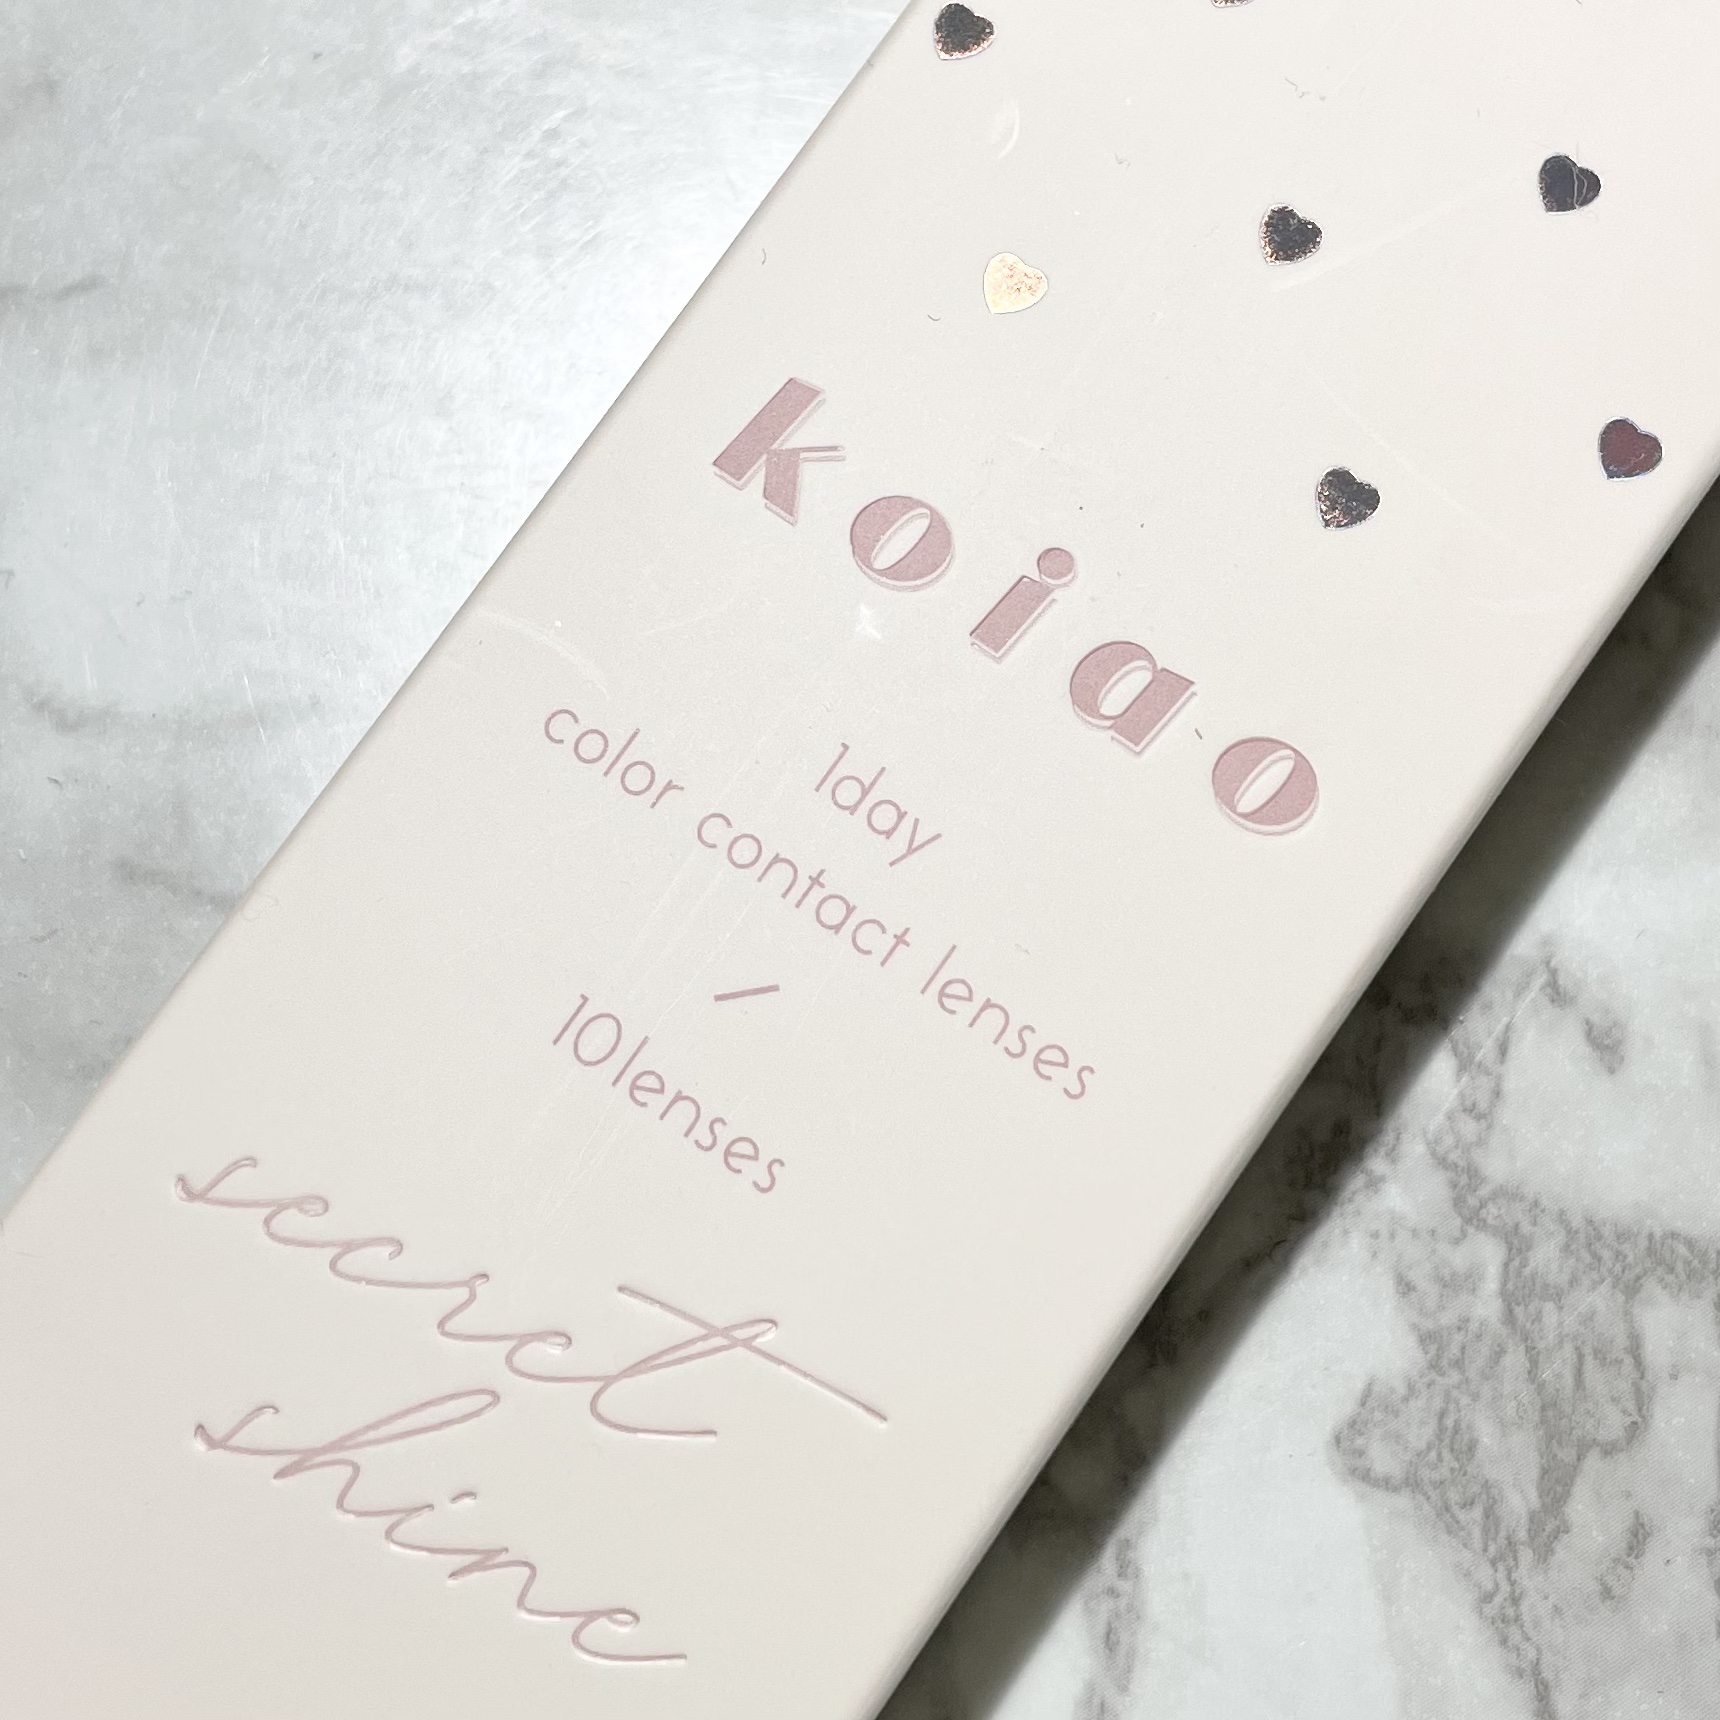 koiao
1day
color contact lenses
10lenses
secret
shine